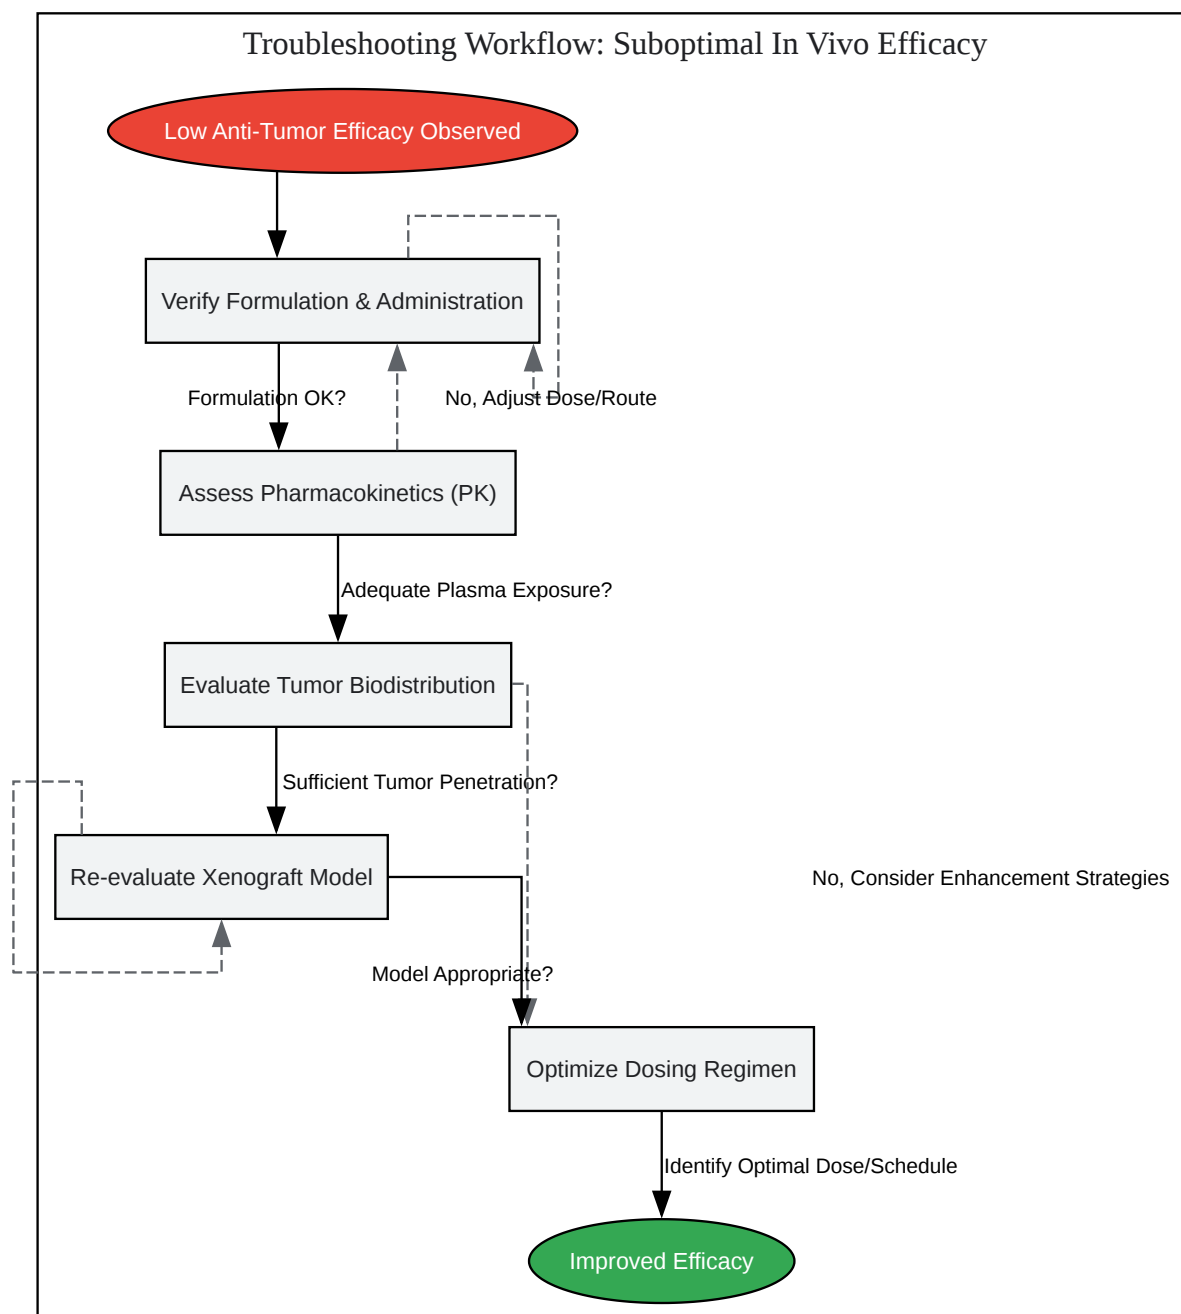 Troubleshooting Workflow: Suboptimal In Vivo Efficacy
Low Anti-Tumor Efficacy Observed
Verify Formulation & Administration
Formulation OK?
No, Adjust Dose/Route
Assess Pharmacokinetics (PK)
Adequate Plasma Exposure?
Evaluate Tumor Biodistribution
Sufficient Tumor Penetration?
Re-evaluate Xenograft Model
No, Consider Enhancement Strategies
Model Appropriate?
Optimize Dosing Regimen
Identify Optimal Dose/Schedule
Improved Efficacy